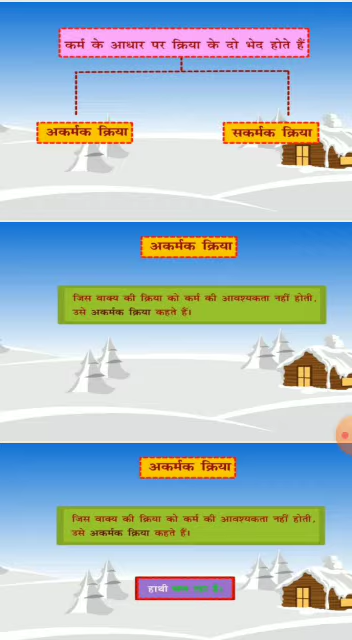 कर्म के आधार पर क्रिया के दो भेद होते हैं
अकर्मक क्रिया
सकर्मक क्रिया
अकर्मक क्रिया
जिस वाक्य की क्रिया को कर्म की आवश्यकता नहीं होती,
उसे अकर्मक क्रिया कहते हैं।
अकर्मक क्रिया
जिस वाक्य की क्रिया को कर्म की आवश्यकता नहीं होती,
उसे अकर्मक क्रिया कहते हैं।
हाथी